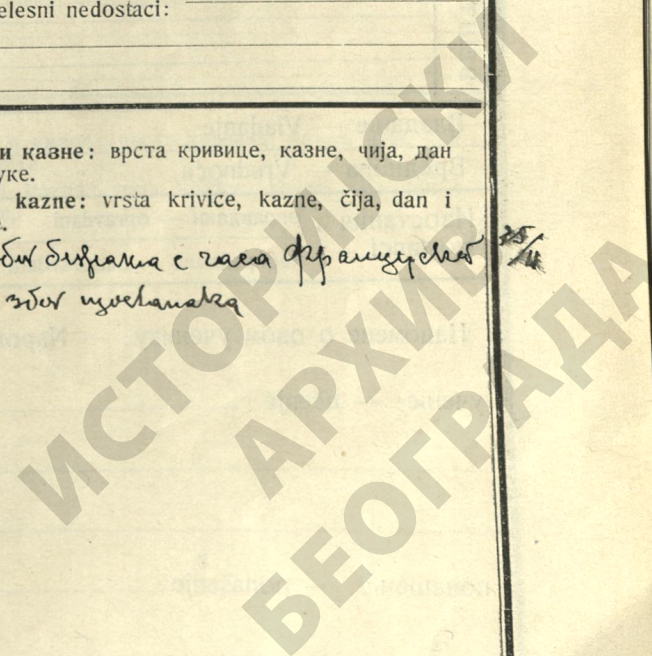 elesni nedostaci:
и казне: врста кривице, казне, чија, дан
уке.
kazne: vrsta krivice, kazne, čija, dan i
.
због бежања с часа Француског
због изостанака
ИСТОРИЈСКИ
АРХИВ
БЕОГРАДА